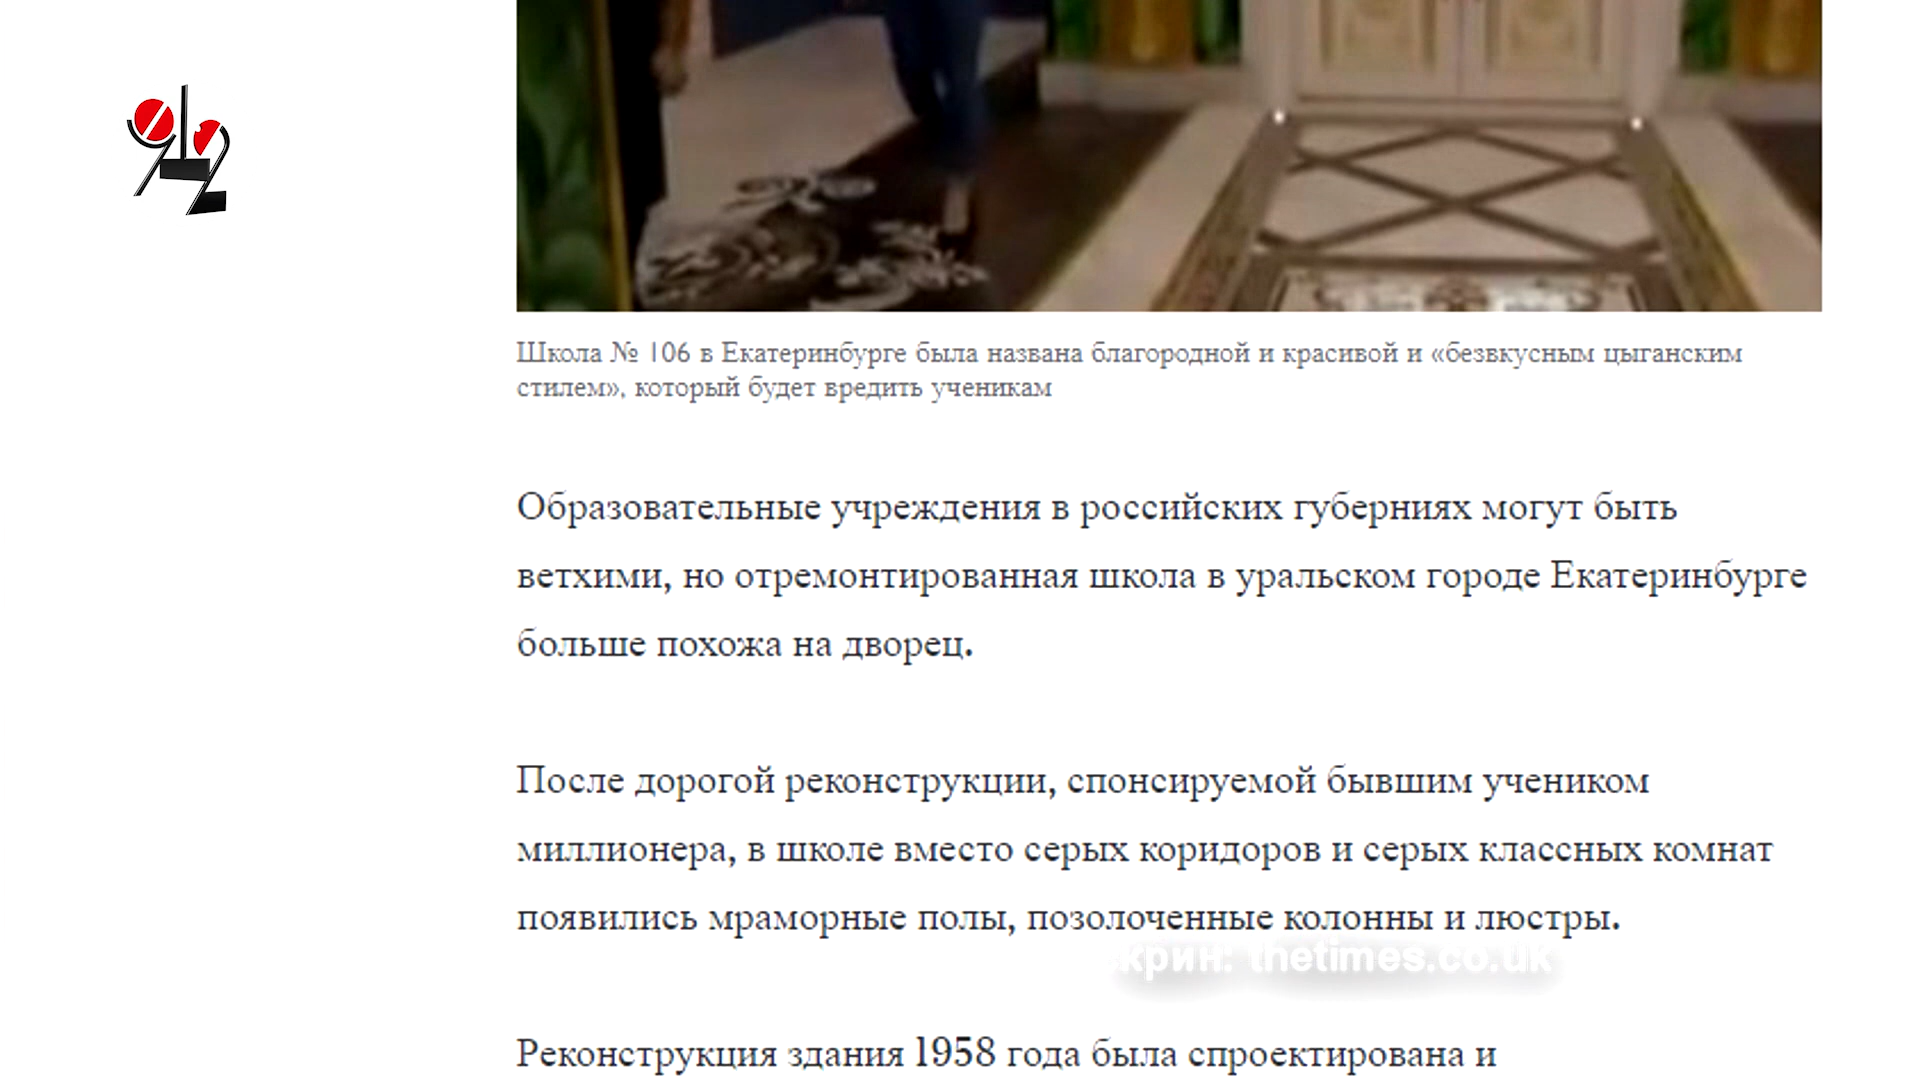 Школа № 106 в Екатеринбурге была названа благородной и красивой и «безвкусным цыганским
стилем», который будет вредить ученикам
Образовательные учреждения в российских губерниях могут быть
ветхими, но отремонтированная школа в уральском городе Екатеринбурге
больше похожа на дворец.
После дорогой реконструкции, спонсируемой бывшим учеником
миллионера, в школе вместо серых коридоров и серых классных комнат
появились мраморные полы, позолоченные колонны и люстры.
крин: thetimes.co.uk
Реконструкция здания 1958 года была спроектирована и